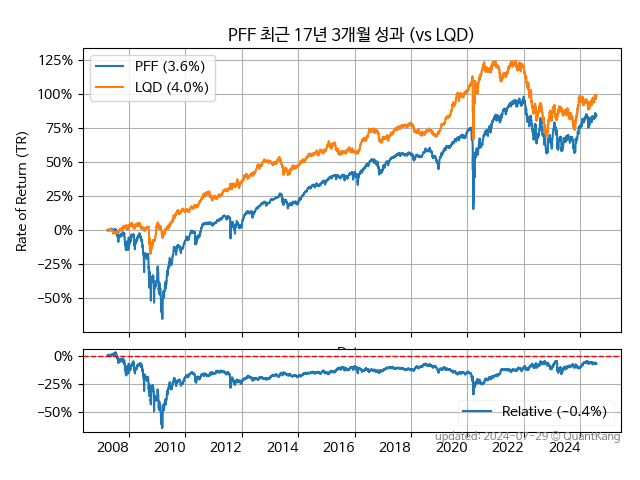 PFF 최근 17년 3개월 성과 (vs LQD)
Rate of Return (TR)
125%
100%
75%
50%
25%
0%
−25%
−50%
PFF (3.6%)
LQD (4.0%)
0%
−25%
−50%
Relative (−0.4%)
2008 2010 2012 2014 2016 2018 2020 2022 2024
updated: 2024-07-29 © QuantKang